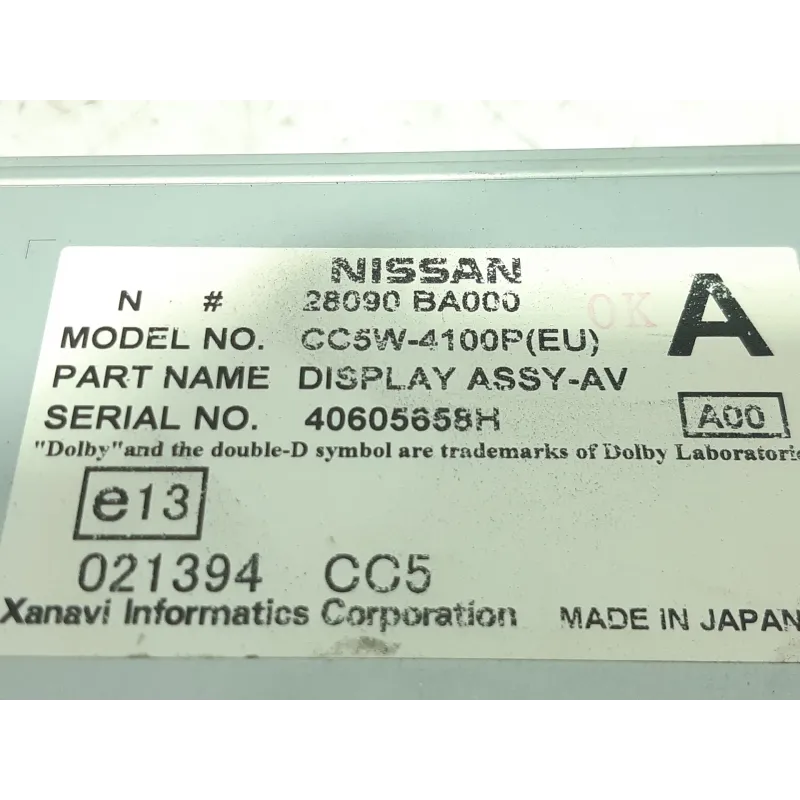 NISSAN
N # 28090 BA000 OK A
MODEL NO. CC5W-4100P(EU)
PART NAME DISPLAY ASSY-AV
SERIAL NO. 40605658H A00
"Dolby"and the double-D symbol are trademarks of Dolby Laboratorie
e13
021394 CC5
Xanavi Informatics Corporation MADE IN JAPAN